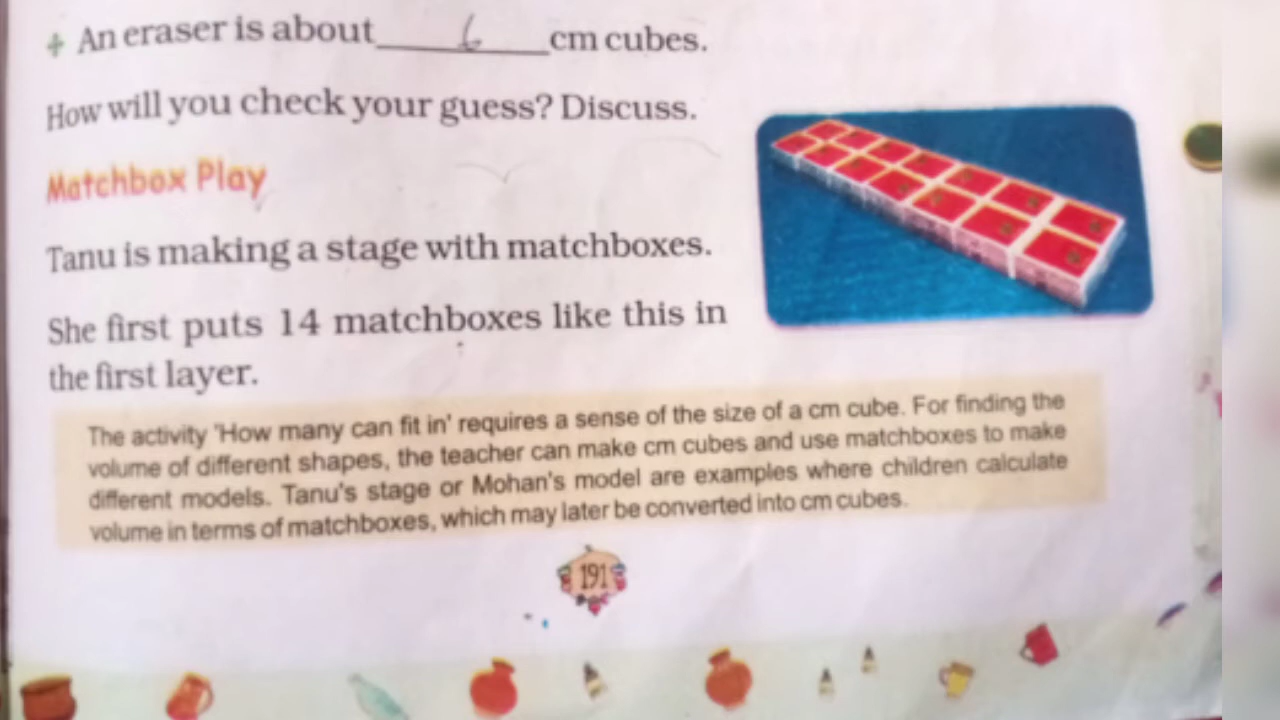 An eraser is about 6 cm cubes.
How will you check your guess? Discuss.
Matchbox Play
Tanu is making a stage with matchboxes.
She first puts 14 matchboxes like this in
the first layer.
The activity 'How many can fit in' requires a sense of the size of a cm cube. For finding the
volume of different shapes, the teacher can make cm cubes and use matchboxes to make
different models. Tanu's stage or Mohan's model are examples where children calculate
volume in terms of matchboxes, which may later be converted into cm cubes.
191